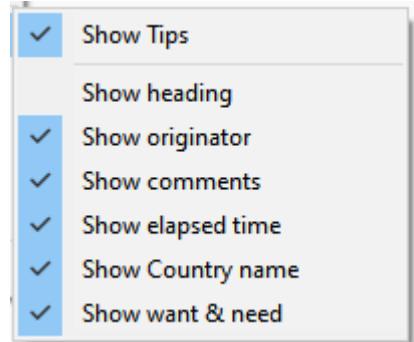 Show Tips
Show heading
Show originator
Show comments
Show elapsed time
Show Country name
Show want & need